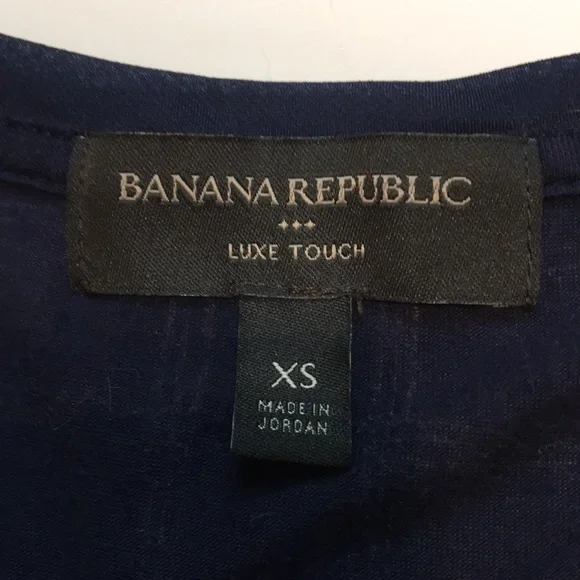 BANANA REPUBLIC
LUXE TOUCH
XS
MADE IN
JORDAN